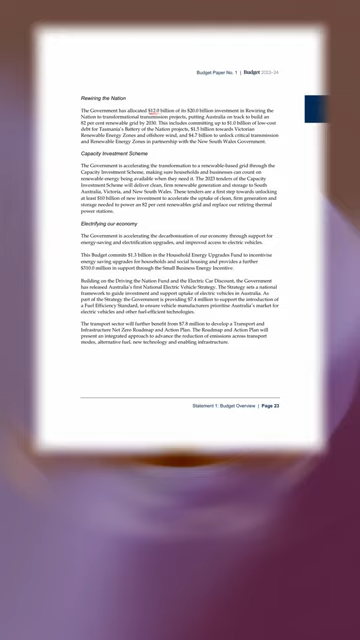 Budget Paper No. 1 | Budget 2023–24
Rewiring the Nation
The Government has allocated $12.0 billion of its $20.0 billion investment in Rewiring the
Nation to transformational transmission projects, putting Australia on track to build an
82 per cent renewable grid by 2030. This includes committing up to $1.0 billion of low-cost
debt for Tasmania's Battery of the Nation projects, $1.5 billion towards Victorian
Renewable Energy Zones and offshore wind, and $4.7 billion to unlock critical transmission
and Renewable Energy Zones in partnership with the New South Wales Government.
Capacity Investment Scheme
The Government is accelerating the transformation to a renewable-based grid through the
Capacity Investment Scheme, making sure households and businesses can count on
renewable energy being available when they need it. The 2023 tenders of the Capacity
Investment Scheme will deliver clean, firm renewable generation and storage to South
Australia, Victoria, and New South Wales. These tenders are a first step towards unlocking
at least $10 billion of new investment to accelerate the uptake of clean, firm generation and
storage needed to power an 82 per cent renewables grid and replace our retiring thermal
power stations.
Electrifying our economy
The Government is accelerating the decarbonisation of our economy through support for
energy-saving and electrification upgrades, and improved access to electric vehicles.
This Budget commits $1.3 billion in the Household Energy Upgrades Fund to incentivise
energy saving upgrades for households and social housing and provides a further
$310.0 million in support through the Small Business Energy Incentive.
Building on the Driving the Nation Fund and the Electric Car Discount, the Government
has released Australia's first National Electric Vehicle Strategy. The Strategy sets a national
framework to guide investment and support uptake of electric vehicles in Australia. As
part of the Strategy the Government is providing $7.4 million to support the introduction of
a Fuel Efficiency Standard, to ensure vehicle manufacturers prioritise Australia's market for
electric vehicles and other fuel-efficient technologies.
The transport sector will further benefit from $7.8 million to develop a Transport and
Infrastructure Net Zero Roadmap and Action Plan. The Roadmap and Action Plan will
present an integrated approach to advance the reduction of emissions across transport
modes, alternative fuel, new technology and enabling infrastructure.
Statement 1: Budget Overview | Page 23